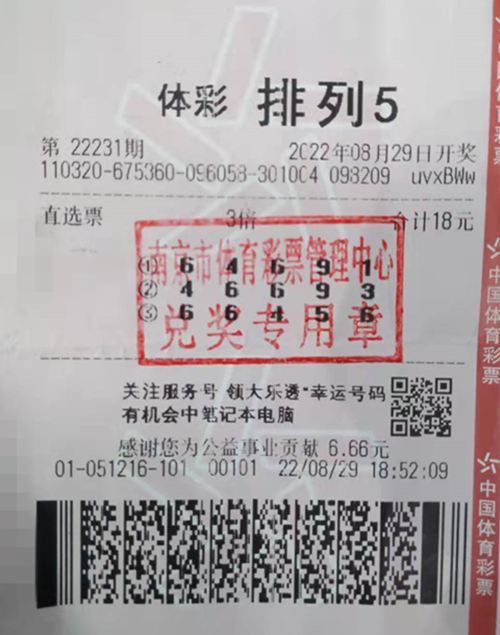 体彩 排列5
第 22231期 2022年08月29日开奖
110320-675360-096058-301004 098209 uvxBWw
直选票 3倍 合计18元
南京市体育彩票管理中心
① 6 4 6 9 1
② 4 6 6 9 3
③ 6 6 4 5 6
兑奖专用章
关注服务号 领大乐透"幸运号码
有机会中笔记本电脑
感谢您为公益事业贡献 6.66元
01-051216-101 00101 22/08/29 18:52:09
中国体育彩票
中国体育彩票